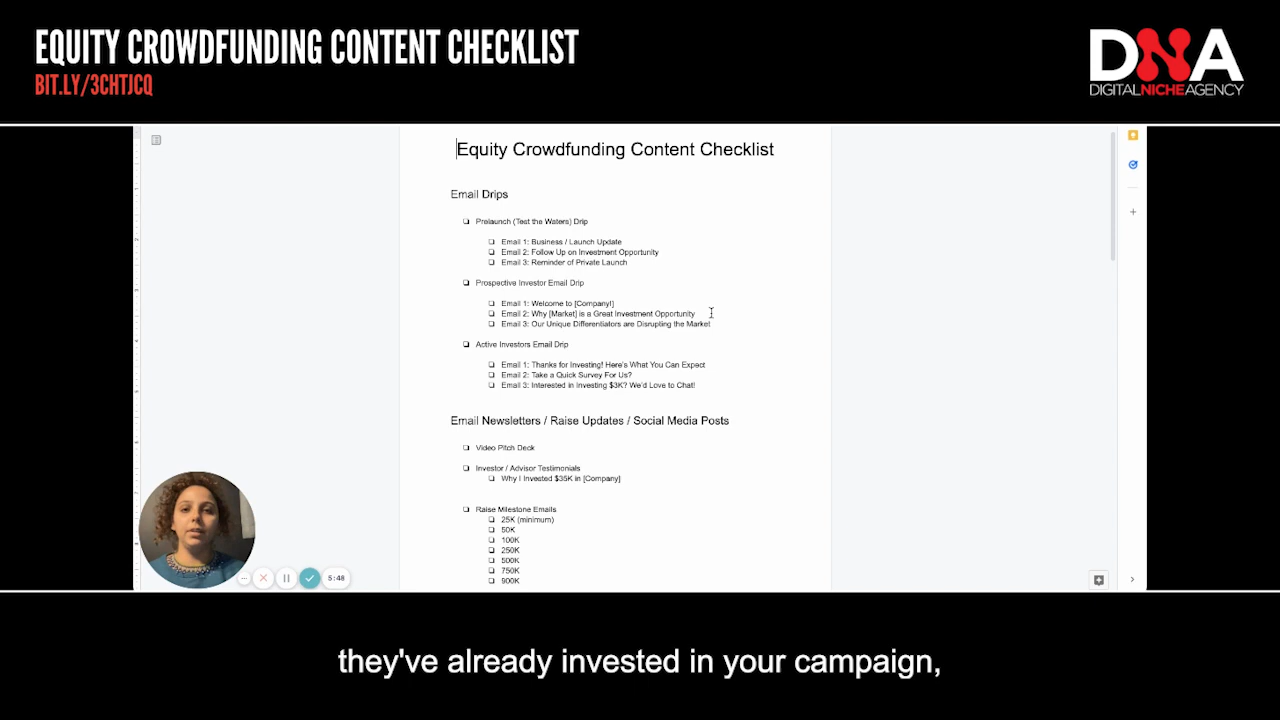 EQUITY CROWDFUNDING CONTENT CHECKLIST
BIT.LY/3CHTJCQ
DNA
DIGITALNICHEAGENCY
Equity Crowdfunding Content Checklist
Email Drips
Prelaunch (Test the Waters) Drip
Email 1: Business / Launch Update
Email 2: Follow Up on Investment Opportunity
Email 3: Reminder of Private Launch
Prospective Investor Email Drip
Email 1: Welcome to [Company!]
Email 2: Why [Market] is a Great Investment Opportunity
Email 3: Our Unique Differentiators are Disrupting the Market
Active Investors Email Drip
Email 1: Thanks for Investing! Here's What You Can Expect
Email 2: Take a Quick Survey For Us?
Email 3: Interested in Investing $3K? We'd Love to Chat!
Email Newsletters / Raise Updates / Social Media Posts
Video Pitch Deck
Investor / Advisor Testimonials
Why I Invested $35K in [Company]
Raise Milestone Emails
25K (minimum)
50K
100K
250K
500K
750K
900K
5:48
they've already invested in your campaign,